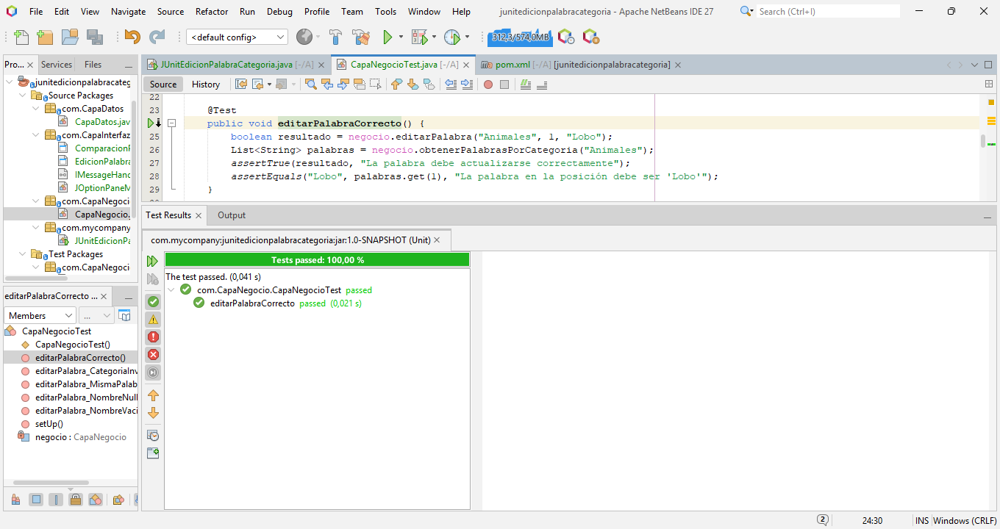 File Edit View Navigate Source Refactor Run Debug Profile Team Tools Window Help
junitedicionpalabracategoria - Apache NetBeans IDE 27
Search (Ctrl+I)
<default config>
312,3/574,0MB
Pro...
Services
Files
junitedicionpalabracateg
Source Packages
com.CapaDatos
CapaDatos.jav
com.CapaInterfaz
ComparacionP
EdicionPalabra
IMessageHand
JOptionPaneM
com.CapaNegoci
CapaNegocio.
com.mycompany
JUnitEdicionPa
Test Packages
com.CapaNegoci
JUnitEdicionPalabraCategoria.java [-/A]
CapaNegocioTest.java [-/A]
pom.xml [-/A] [junitedicionpalabracategoria]
Source History
22
23 @Test
public void editarPalabraCorrecto() {
25 boolean resultado = negocio.editarPalabra("Animales", 1, "Lobo");
26 List<String> palabras = negocio.obtenerPalabrasPorCategoria("Animales");
27 assertTrue(resultado, "La palabra debe actualizarse correctamente");
28 assertEquals("Lobo", palabras.get(1), "La palabra en la posición debe ser 'Lobo'");
29 }
Test Results
Output
com.mycompany:junitedicionpalabracategoria:jar:1.0-SNAPSHOT (Unit)
Tests passed: 100,00 %
The test passed. (0,041 s)
com.CapaNegocio.CapaNegocioTest passed
editarPalabraCorrecto passed (0,021 s)
editarPalabraCorrecto ...
Members
...
CapaNegocioTest
CapaNegocioTest()
editarPalabraCorrecto()
editarPalabra_CategoriaInv
editarPalabra_MismaPalab
editarPalabra_NombreNull
editarPalabra_NombreVaci
setUp()
negocio : CapaNegocio
2
24:30
INS
Windows (CRLF)